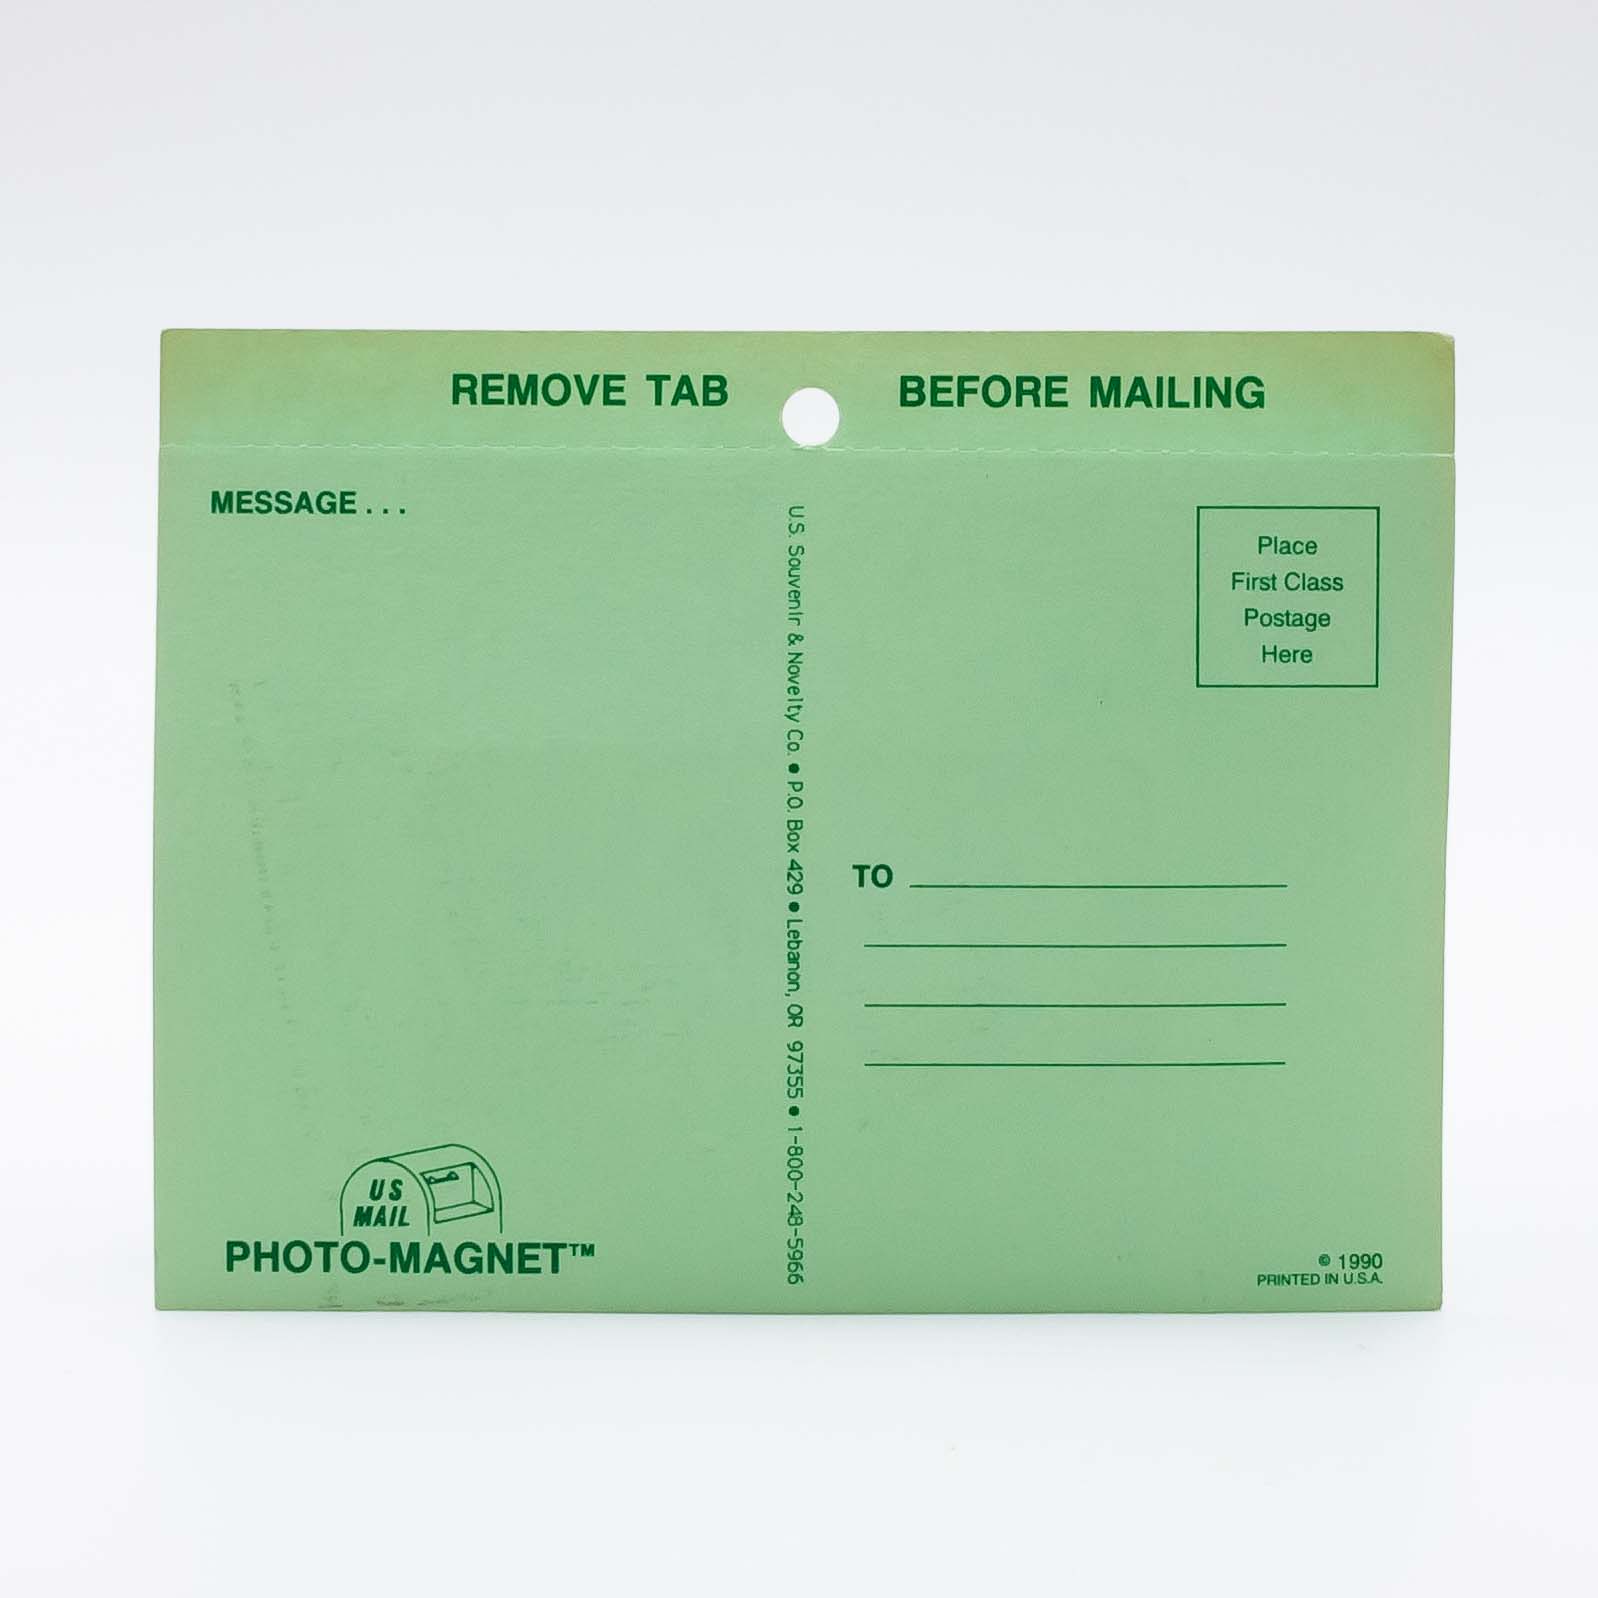 REMOVE TAB BEFORE MAILING
MESSAGE . . .
U.S. Souvenir & Novelty Co. • P.O. Box 429 • Lebanon, OR 97355 • 1-800-248-5966
Place
First Class
Postage
Here
TO
US
MAIL
PHOTO-MAGNET™
© 1990
PRINTED IN U.S.A.